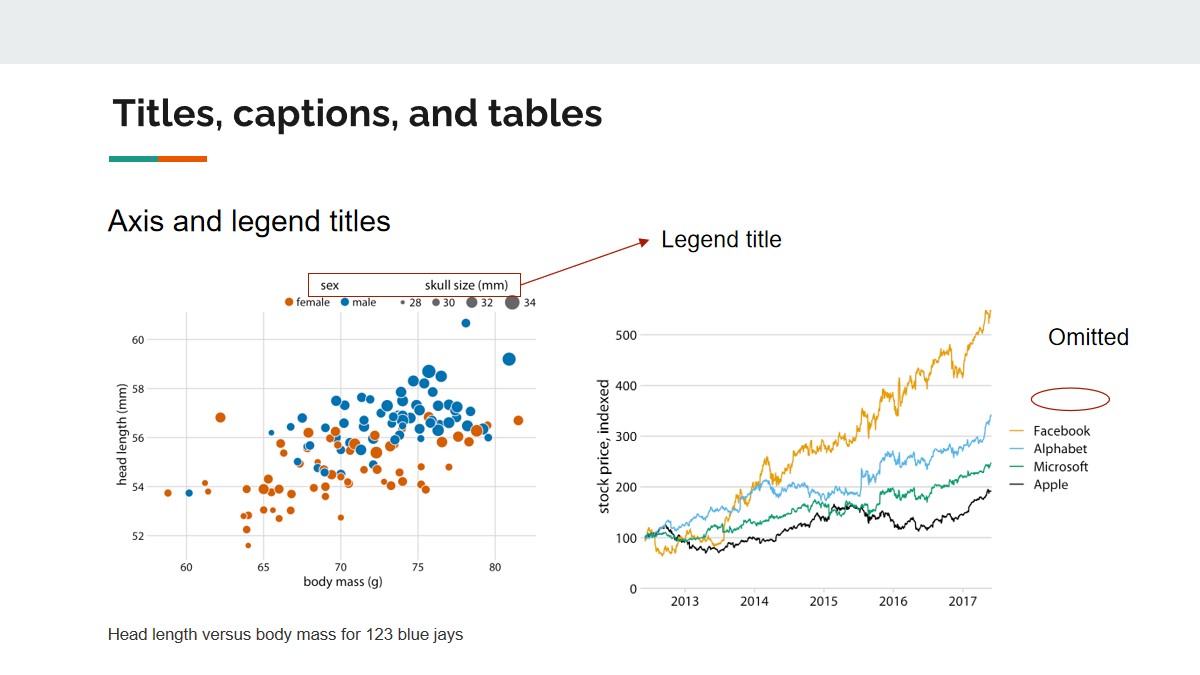 Titles, captions, and tables
Axis and legend titles
Legend title
sex skull size (mm)
female male 28 30 32 34
60
58
56
54
52
head length (mm)
60 65 70 75 80
body mass (g)
Head length versus body mass for 123 blue jays
Omitted
500
400
300
200
100
0
stock price, indexed
2013 2014 2015 2016 2017
Facebook
Alphabet
Microsoft
Apple